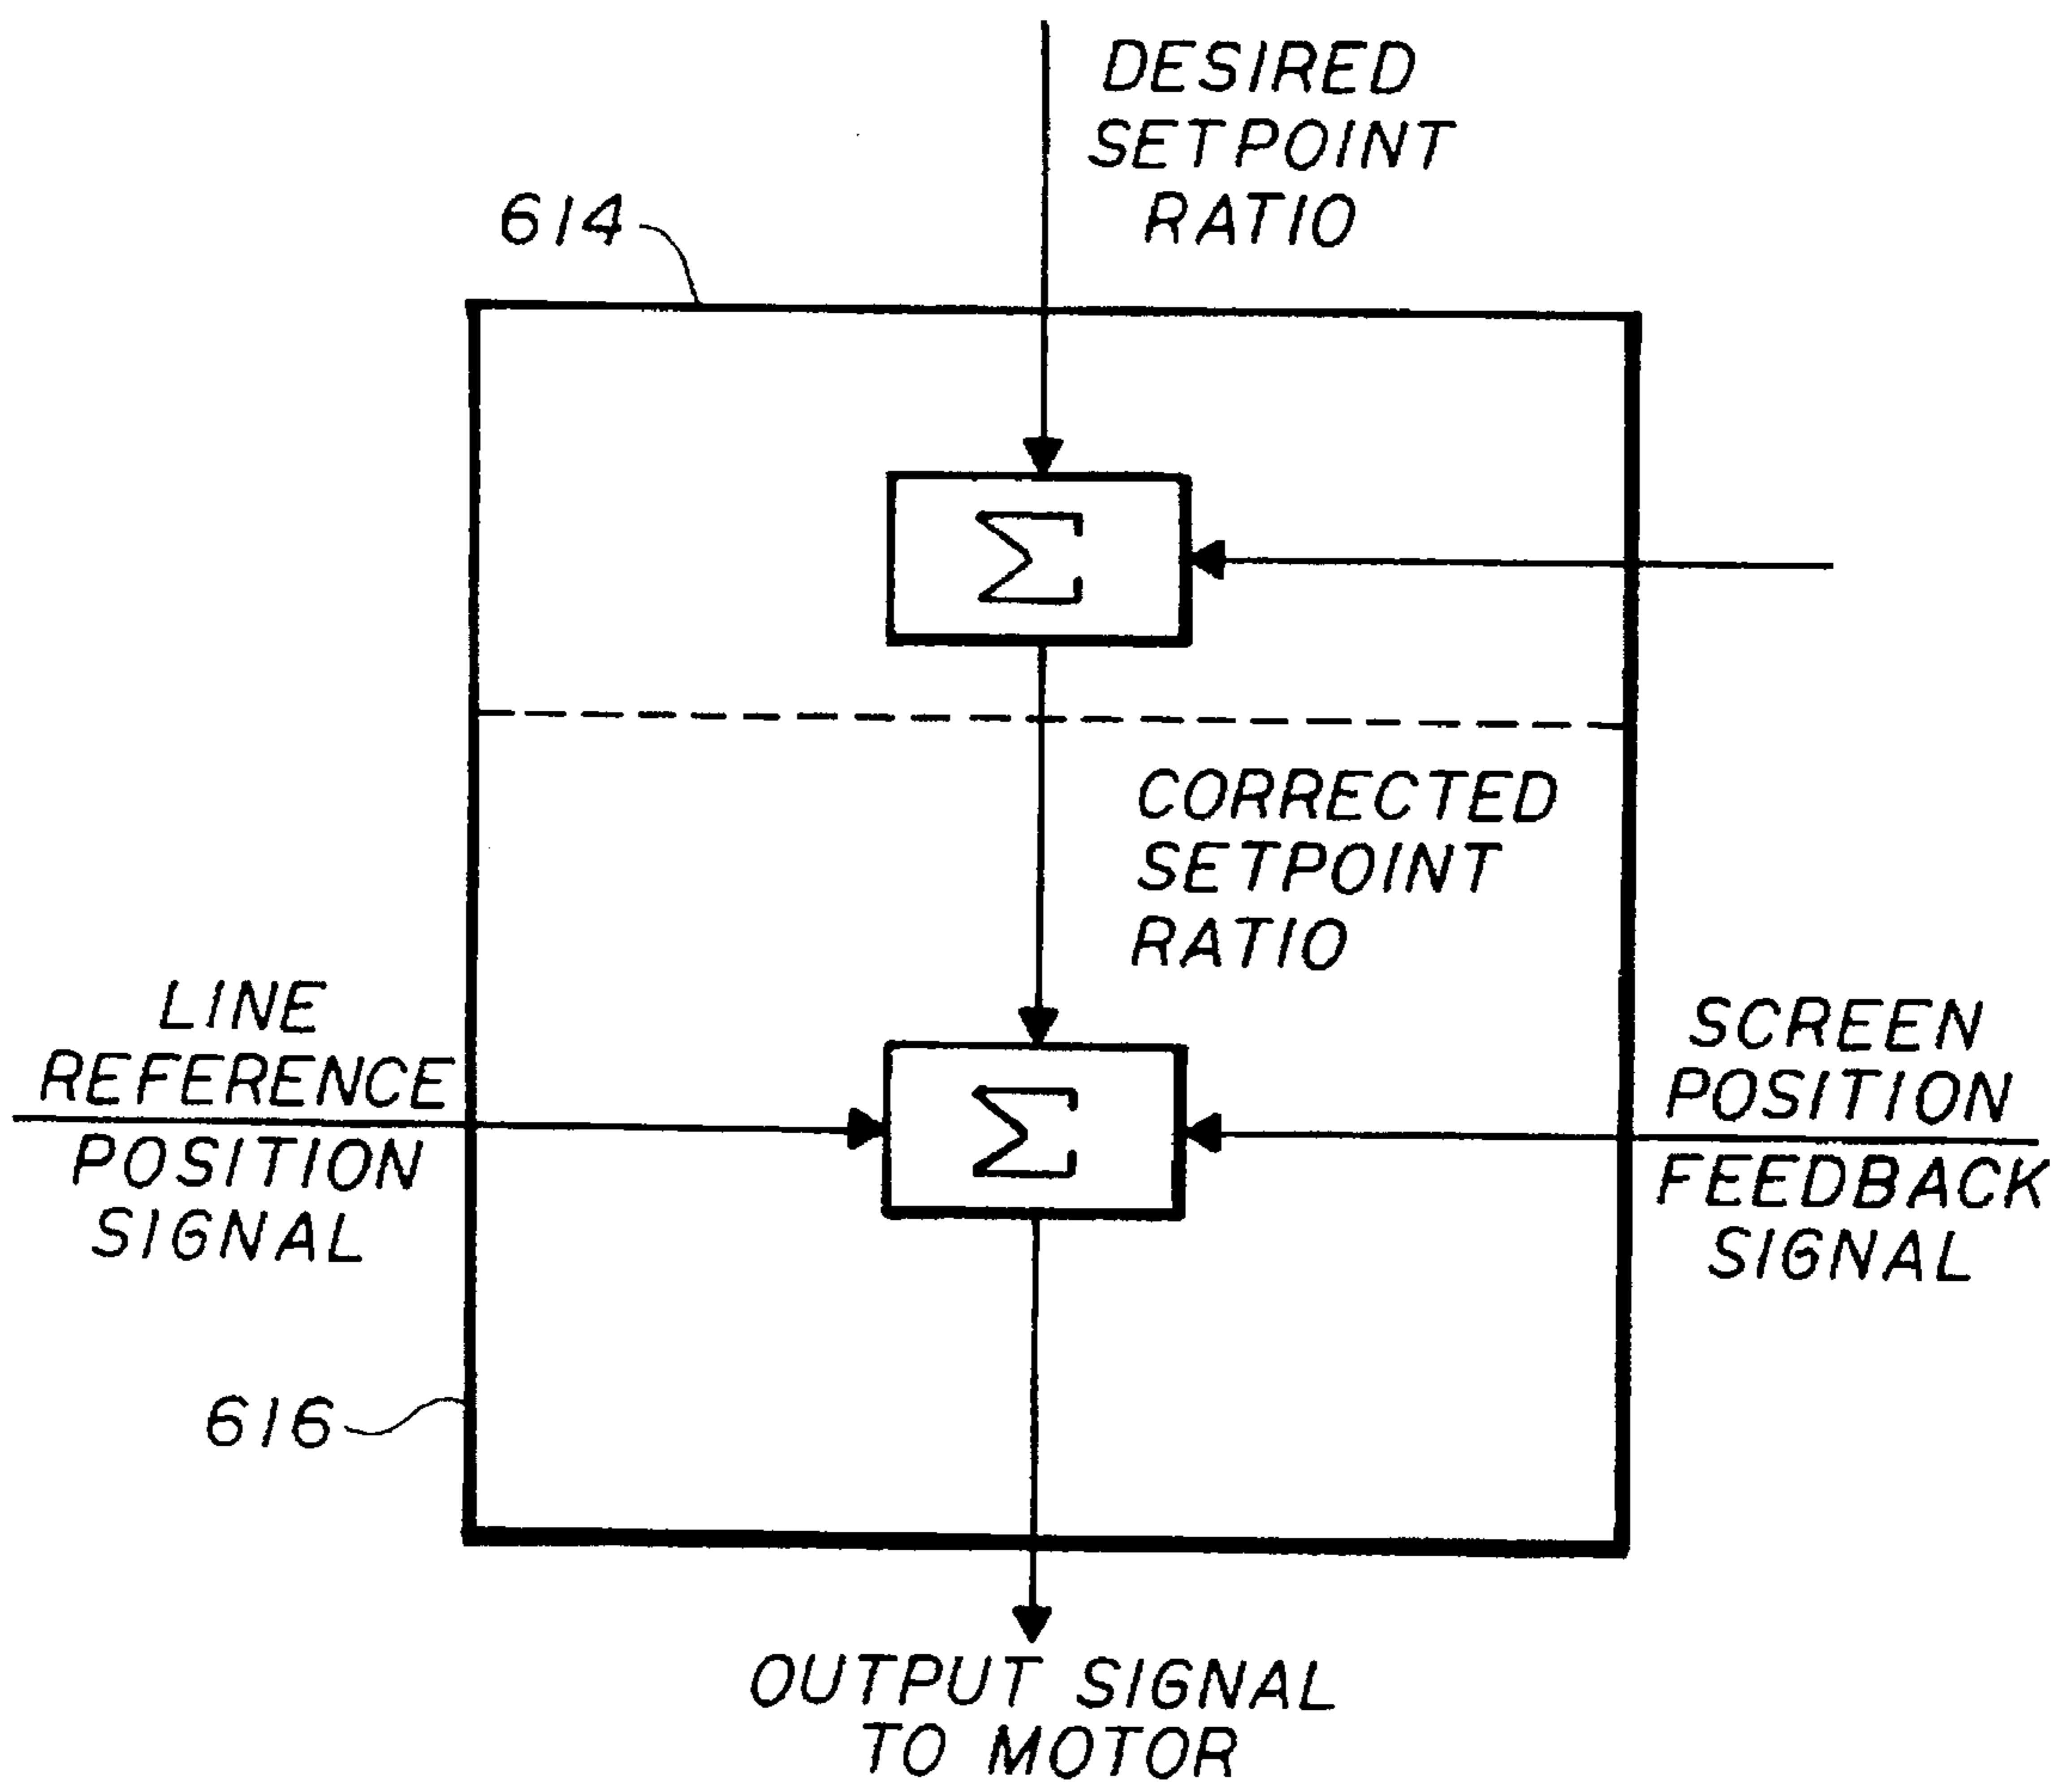 DESIRED
SETPOINT
RATIO
614
Σ
CORRECTED
SETPOINT
RATIO
LINE
REFERENCE
POSITION
SIGNAL
Σ
SCREEN
POSITION
FEEDBACK
SIGNAL
616
OUTPUT SIGNAL
TO MOTOR